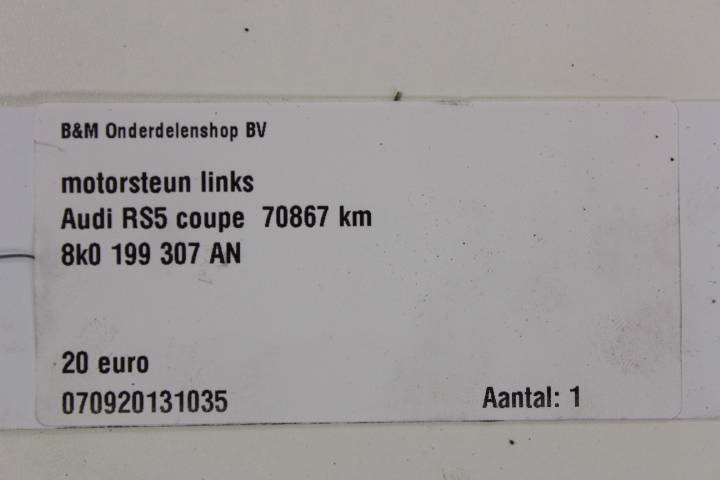 B&M Onderdelenshop BV
motorsteun links
Audi RS5 coupe 70867 km
8k0 199 307 AN
20 euro
070920131035
Aantal: 1